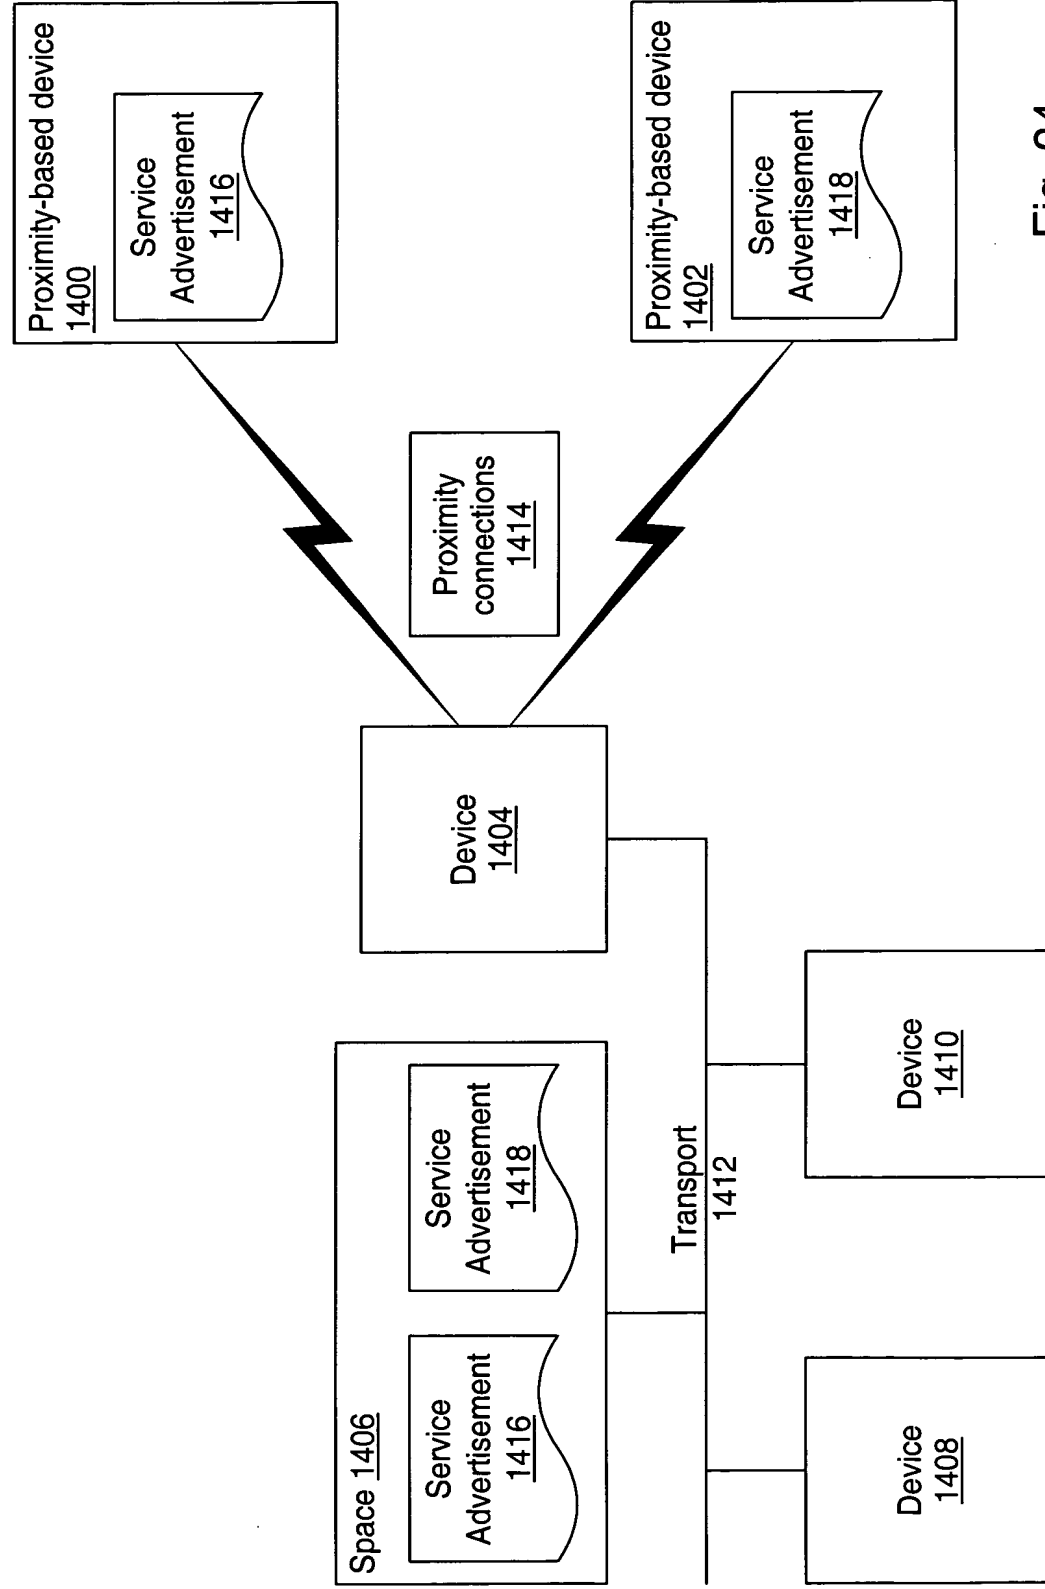 Proximity-based device
1400
Service
Advertisement
1416
Space 1406
Service
Advertisement
1416
Service
Advertisement
1418
Device
1404
Proximity
connections
1414
Proximity-based device
1402
Service
Advertisement
1418
Transport
1412
Device
1408
Device
1410
Fig.